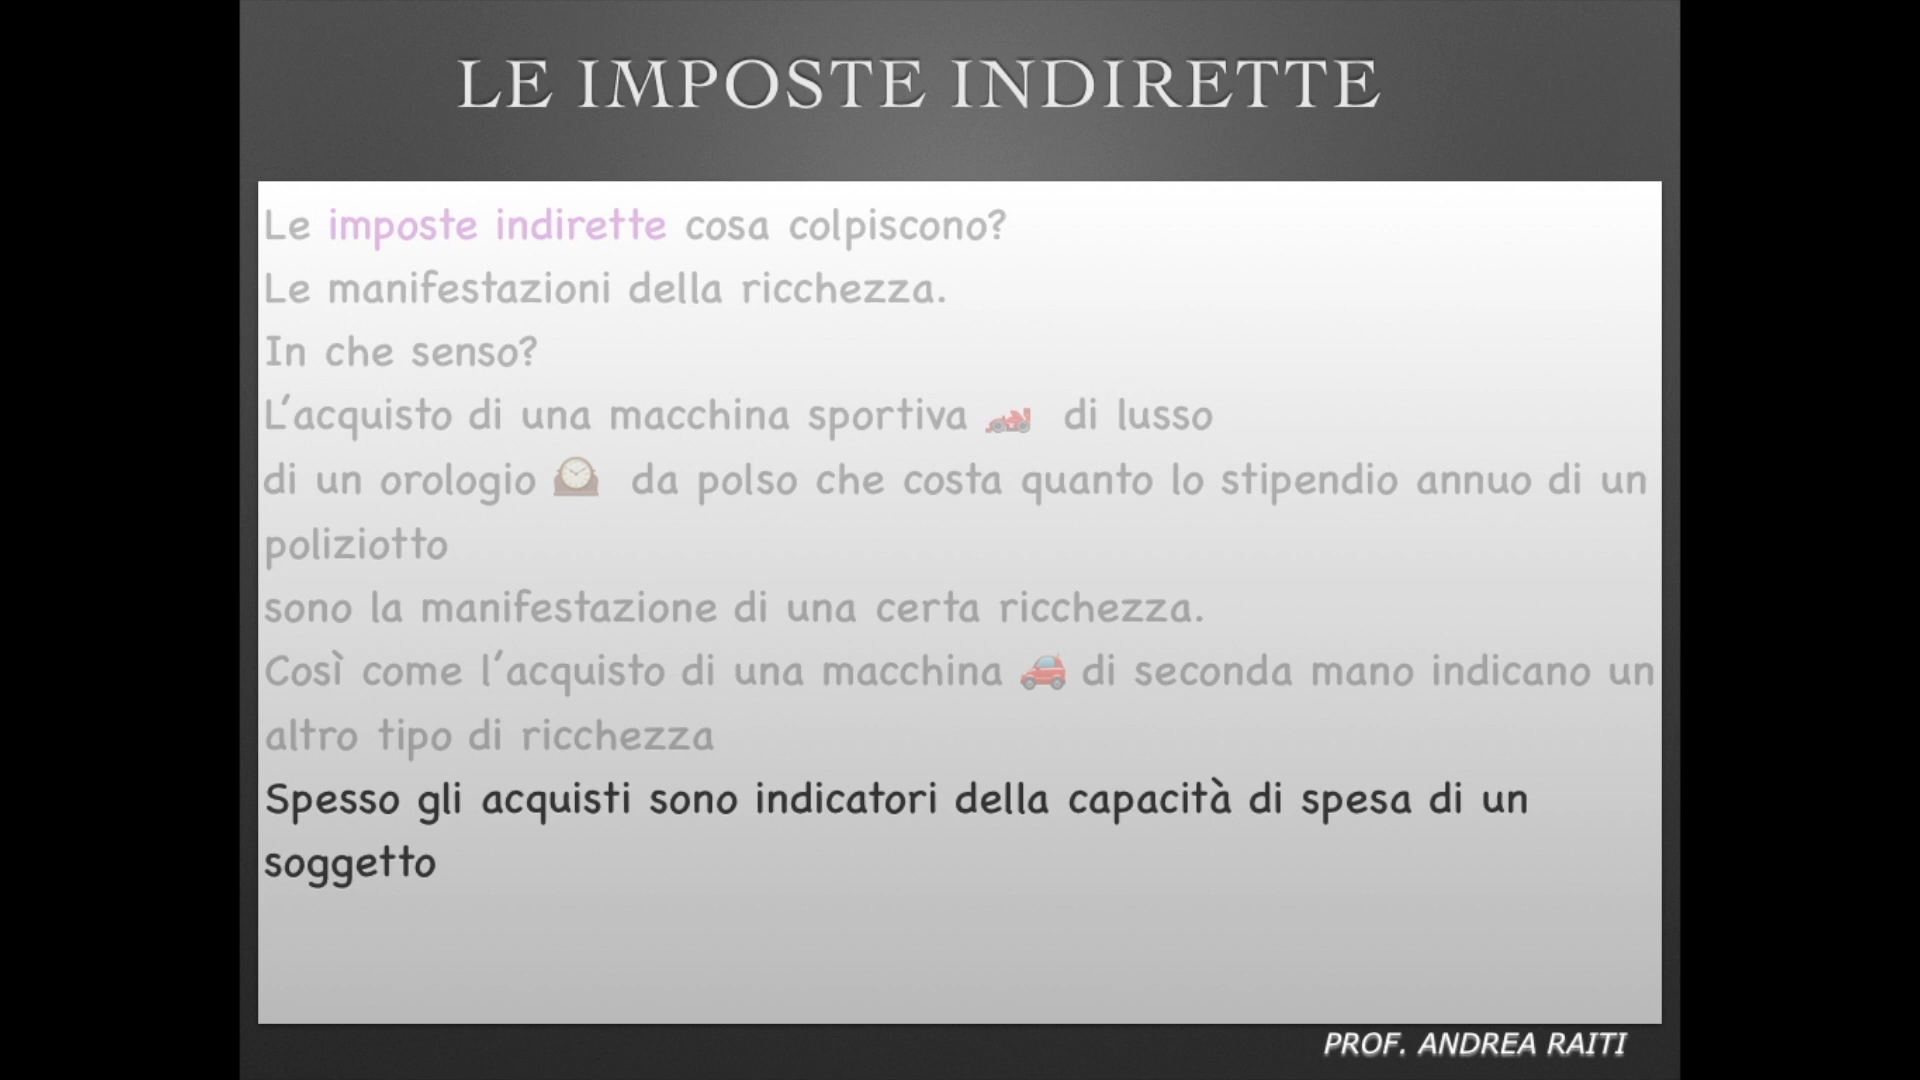 LE IMPOSTE INDIRETTE
Le imposte indirette cosa colpiscono?
Le manifestazioni della ricchezza.
In che senso?
L'acquisto di una macchina sportiva 🏎 di lusso
di un orologio 🕰 da polso che costa quanto lo stipendio annuo di un
poliziotto
sono la manifestazione di una certa ricchezza.
Così come l'acquisto di una macchina 🚗 di seconda mano indicano un
altro tipo di ricchezza
Spesso gli acquisti sono indicatori della capacità di spesa di un
soggetto
PROF. ANDREA RAITI